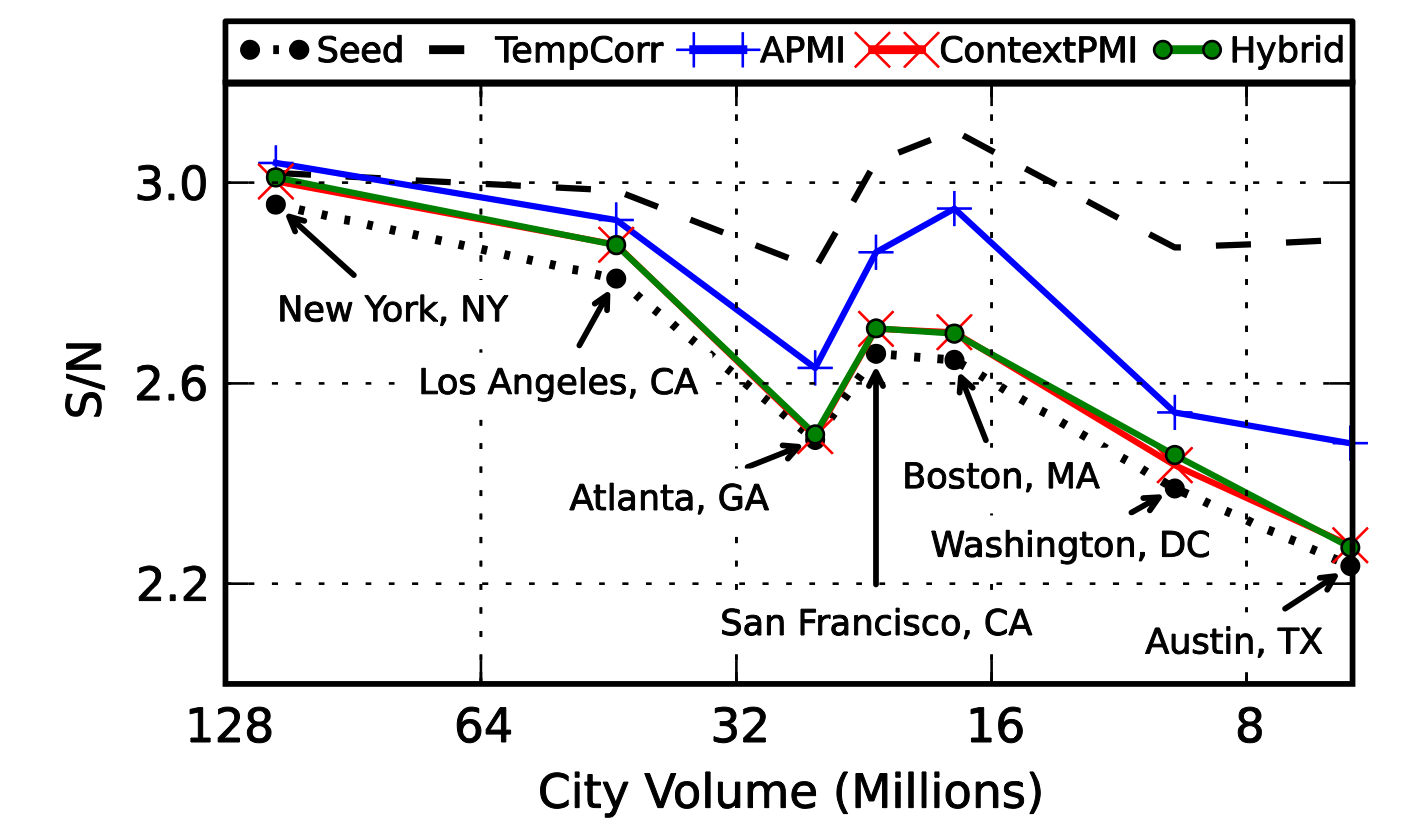 Seed TempCorr APMI ContextPMI Hybrid
3.0
2.6
2.2
S/N
New York, NY
Los Angeles, CA
Atlanta, GA
Boston, MA
Washington, DC
San Francisco, CA
Austin, TX
128 64 32 16 8
City Volume (Millions)